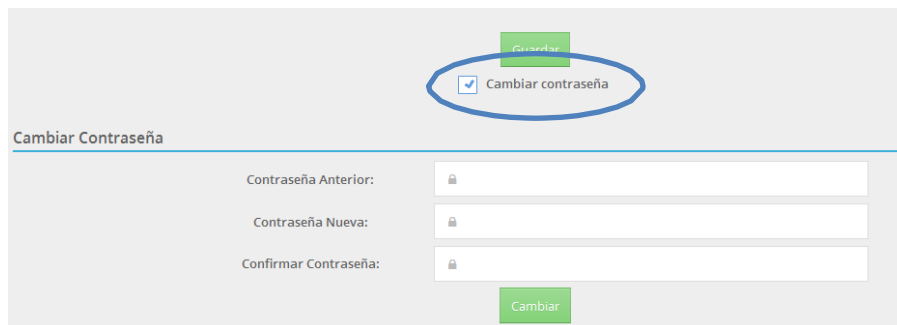 Guardar
Cambiar contraseña
Cambiar Contraseña
Contraseña Anterior:
Contraseña Nueva:
Confirmar Contraseña:
Cambiar